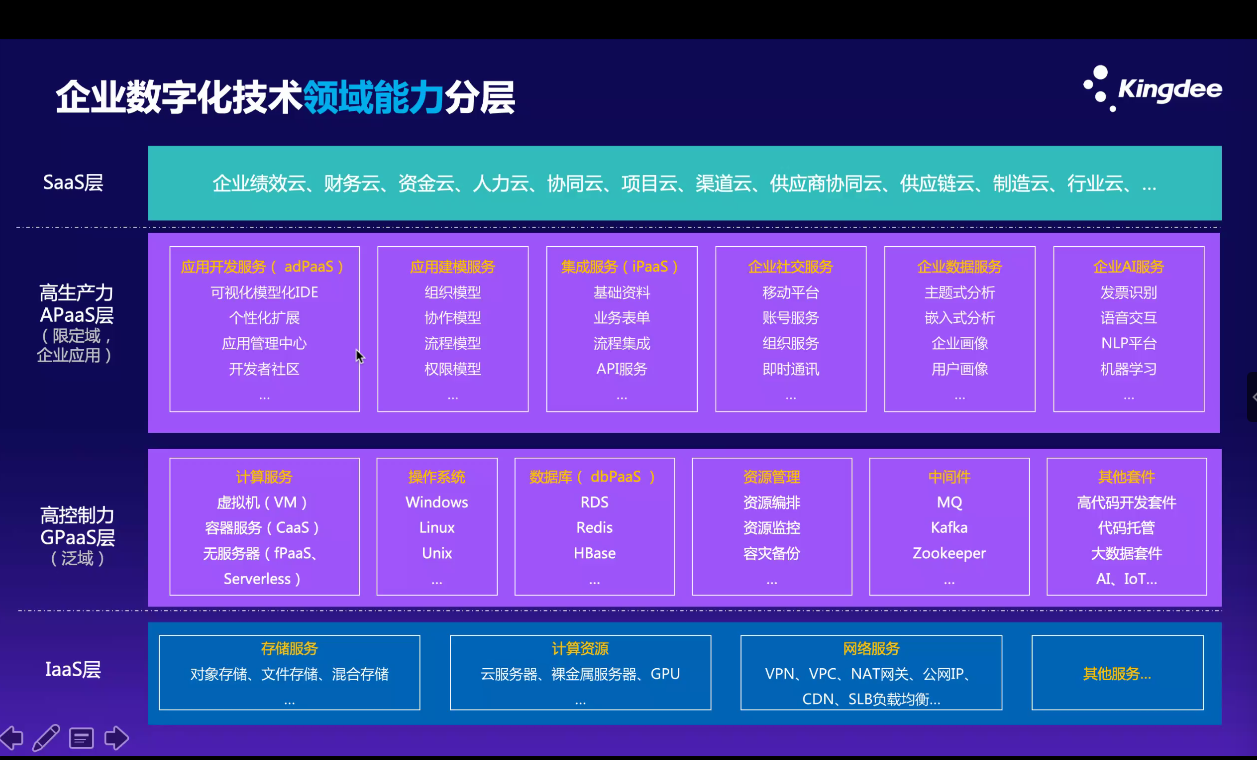 企业数字化技术领域能力分层
Kingdee
SaaS层
企业绩效云、财务云、资金云、人力云、协同云、项目云、渠道云、供应商协同云、供应链云、制造云、行业云、...
高生产力
APaaS层
（限定域，
企业应用）
应用开发服务（ adPaaS ）
可视化模型化IDE
个性化扩展
应用管理中心
开发者社区
...
应用建模服务
组织模型
协作模型
流程模型
权限模型
...
集成服务（ iPaaS ）
基础资料
业务表单
流程集成
API服务
...
企业社交服务
移动平台
账号服务
组织服务
即时通讯
...
企业数据服务
主题式分析
嵌入式分析
企业画像
用户画像
...
企业AI服务
发票识别
语音交互
NLP平台
机器学习
...
高控制力
GPaaS层
（泛域）
计算服务
虚拟机（ VM ）
容器服务（ CaaS ）
无服务器（ fPaaS、
Serverless ）
操作系统
Windows
Linux
Unix
...
数据库（ dbPaaS ）
RDS
Redis
HBase
...
资源管理
资源编排
资源监控
容灾备份
...
中间件
MQ
Kafka
Zookeeper
...
其他套件
高代码开发套件
代码托管
大数据套件
AI、IoT...
IaaS层
存储服务
对象存储、文件存储、混合存储
...
计算资源
云服务器、裸金属服务器、GPU
...
网络服务
VPN、VPC、NAT网关、公网IP、
CDN、SLB负载均衡...
其他服务...